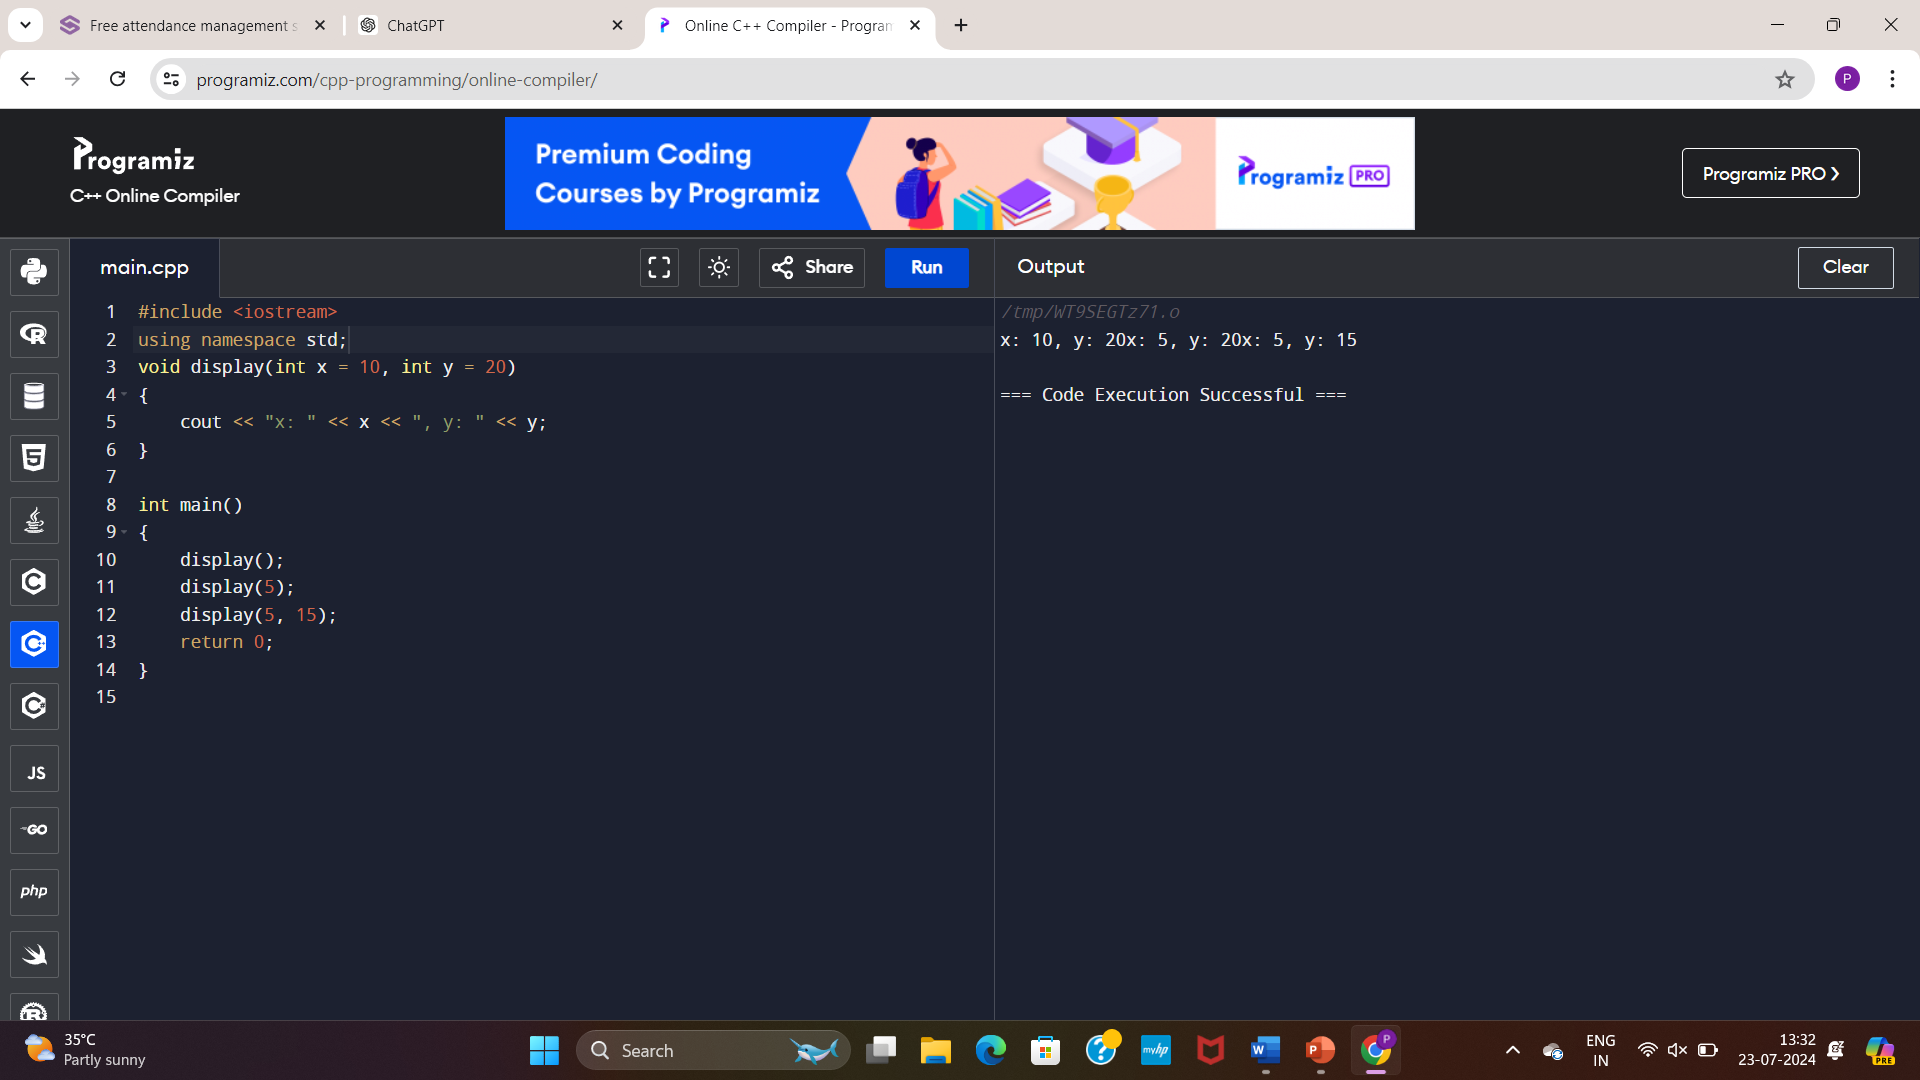 Free attendance management s
ChatGPT
Online C++ Compiler - Program
programiz.com/cpp-programming/online-compiler/
P
Programiz
C++ Online Compiler
Premium Coding
Courses by Programiz
Programiz PRO
Programiz PRO ❯
main.cpp
Share
Run
Output
Clear
1 #include <iostream>
2 using namespace std;
3 void display(int x = 10, int y = 20)
4 {
5 cout << "x: " << x << ", y: " << y;
6 }
7
8 int main()
9 {
10 display();
11 display(5);
12 display(5, 15);
13 return 0;
14 }
15
/tmp/WT9SEGTz71.o
x: 10, y: 20x: 5, y: 20x: 5, y: 15
=== Code Execution Successful ===
R
5
C
C++
C#
JS
GO
php
R
35°C
Partly sunny
Search
myhp
W
P
P
ENG
IN
13:32
23-07-2024
PRE